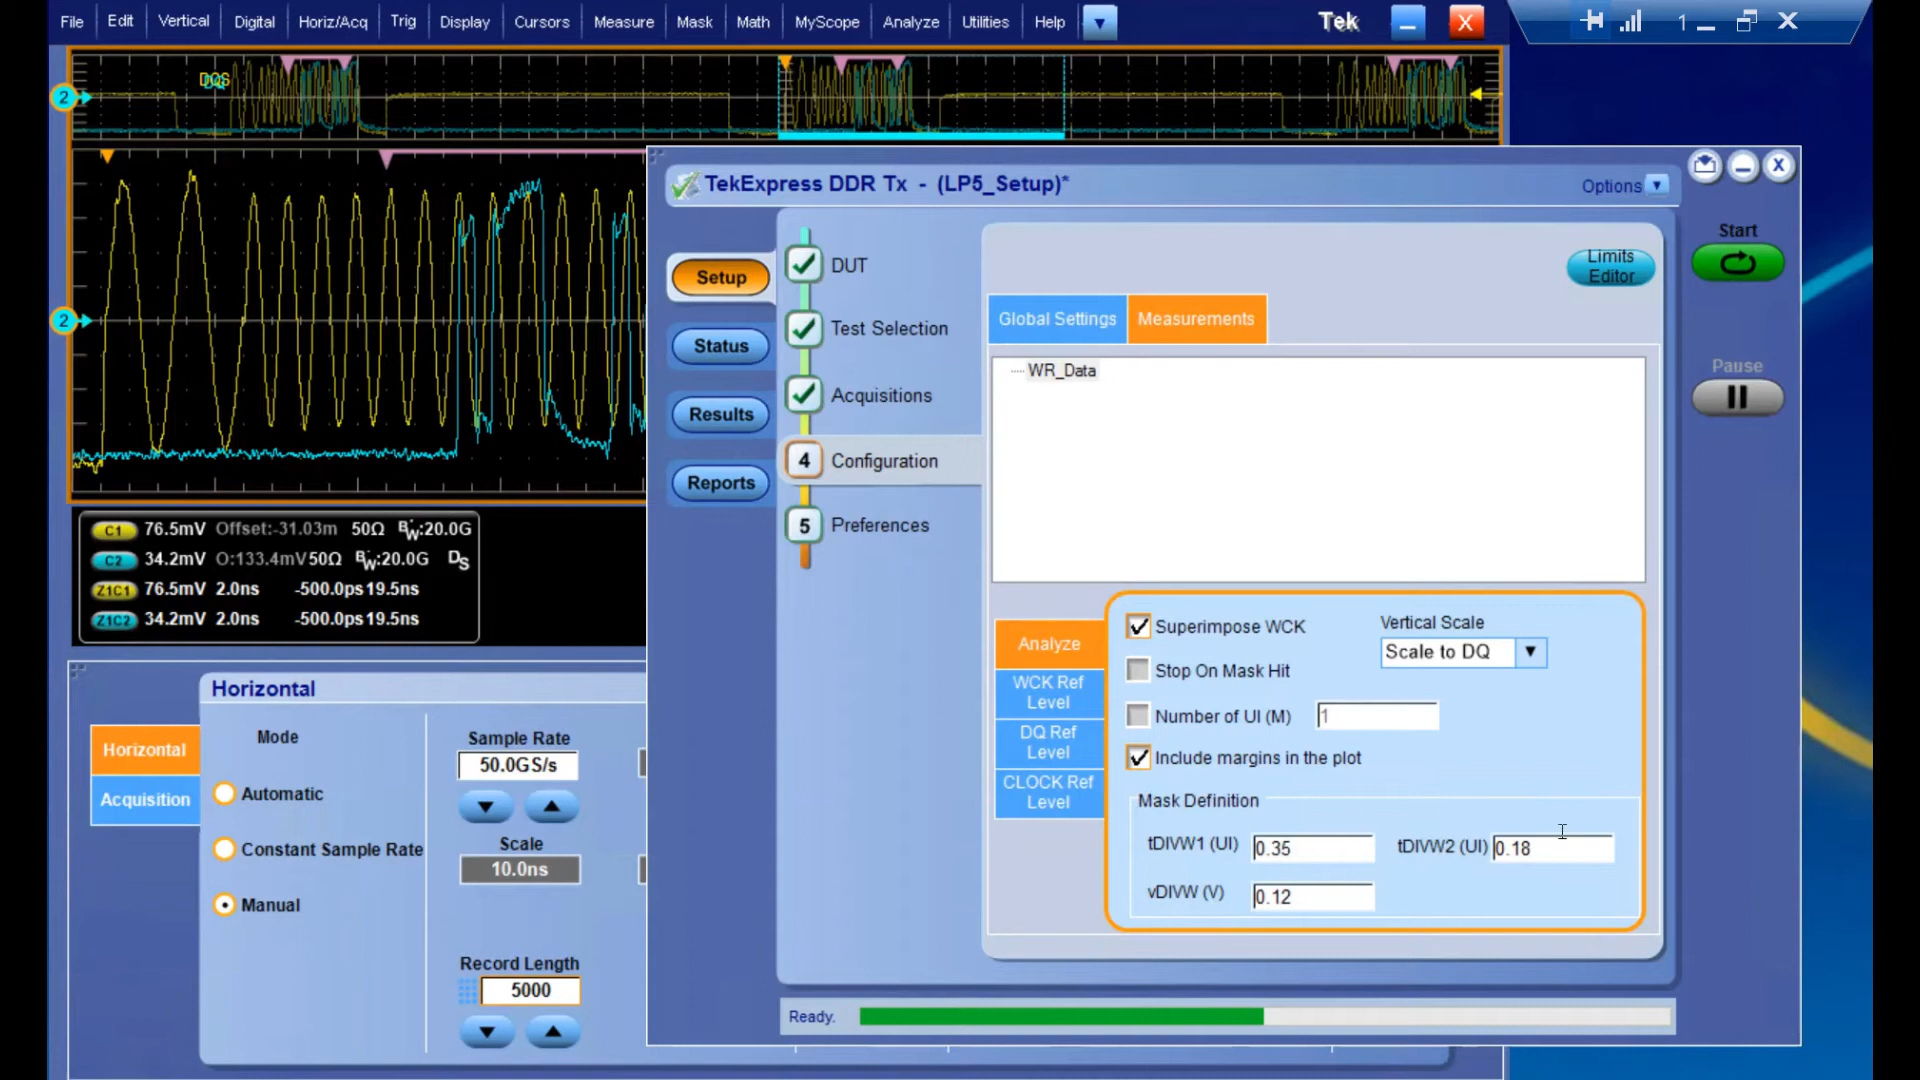 File Edit Vertical Digital Horiz/Acq Trig Display Cursors Measure Mask Math MyScope Analyze Utilities Help Tek X
1
DQS
2
2
TekExpress DDR Tx - (LP5_Setup)*
Options
Setup
Status
Results
Reports
DUT
Test Selection
Acquisitions
4 Configuration
5 Preferences
Limits
Editor
Start
Pause
Global Settings Measurements
WR_Data
Analyze
WCK Ref
Level
DQ Ref
Level
CLOCK Ref
Level
Superimpose WCK
Vertical Scale
Scale to DQ
Stop On Mask Hit
Number of UI (M) 1
Include margins in the plot
Mask Definition
tDIVW1 (UI) 0.35 tDIVW2 (UI) 0.18
vDIVW (V) 0.12
Ready.
C1 76.5mV Offset:-31.03m 50Ω BW:20.0G
C2 34.2mV O:133.4mV 50Ω BW:20.0G DS
Z1C1 76.5mV 2.0ns -500.0ps 19.5ns
Z1C2 34.2mV 2.0ns -500.0ps 19.5ns
Horizontal
Horizontal
Acquisition
Mode
Automatic
Constant Sample Rate
Manual
Sample Rate
50.0GS/s
Scale
10.0ns
Record Length
5000